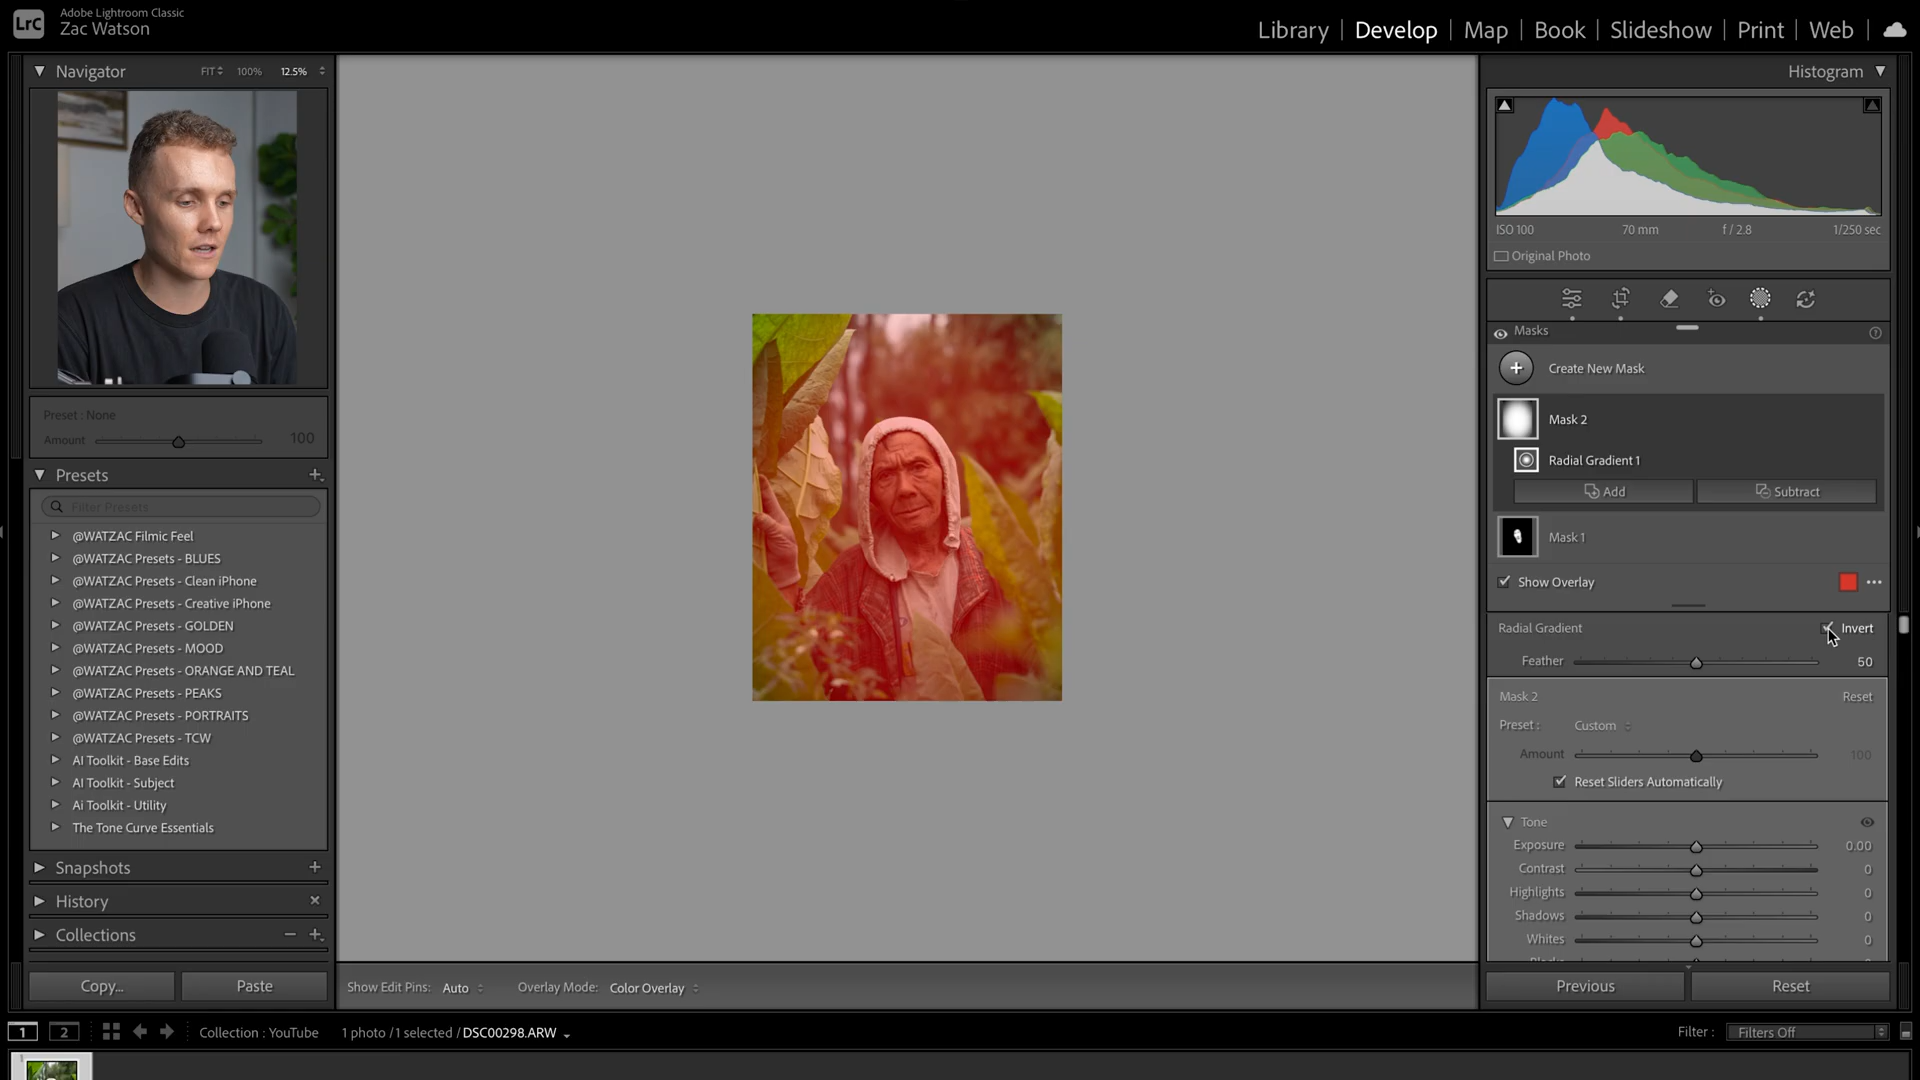 LrC
Adobe Lightroom Classic
Zac Watson
Library | Develop | Map | Book | Slideshow | Print | Web
Navigator FIT 100% 12.5%
Preset : None
Amount 100
Presets
Filter Presets
@WATZAC Filmic Feel
@WATZAC Presets - BLUES
@WATZAC Presets - Clean iPhone
@WATZAC Presets - Creative iPhone
@WATZAC Presets - GOLDEN
@WATZAC Presets - MOOD
@WATZAC Presets - ORANGE AND TEAL
@WATZAC Presets - PEAKS
@WATZAC Presets - PORTRAITS
@WATZAC Presets - TCW
AI Toolkit - Base Edits
AI Toolkit - Subject
Ai Toolkit - Utility
The Tone Curve Essentials
Snapshots
History
Collections
Copy... Paste
Show Edit Pins: Auto Overlay Mode: Color Overlay
Histogram
ISO 100 70 mm f / 2.8 1/250 sec
Original Photo
Masks
Create New Mask
Mask 2
Radial Gradient 1
Add Subtract
Mask 1
Show Overlay
Radial Gradient Invert
Feather 50
Mask 2 Reset
Preset : Custom
Amount 100
Reset Sliders Automatically
Tone
Exposure 0.00
Contrast 0
Highlights 0
Shadows 0
Whites 0
Previous Reset
1 2 Collection : YouTube 1 photo / 1 selected / DSC00298.ARW Filter : Filters Off
1